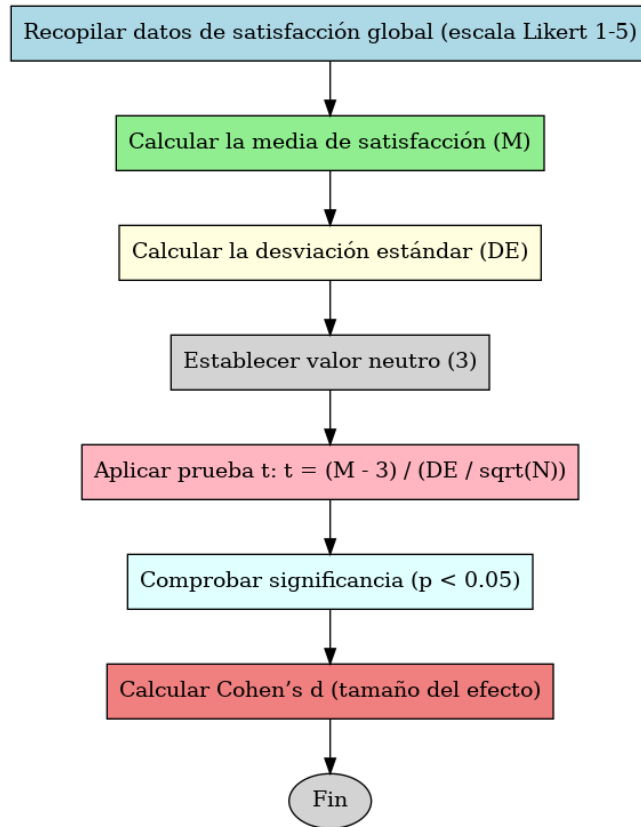 Recopilar datos de satisfacción global (escala Likert 1-5)
Calcular la media de satisfacción (M)
Calcular la desviación estándar (DE)
Establecer valor neutro (3)
Aplicar prueba t: t = (M - 3) / (DE / sqrt(N))
Comprobar significancia (p < 0.05)
Calcular Cohen’s d (tamaño del efecto)
Fin